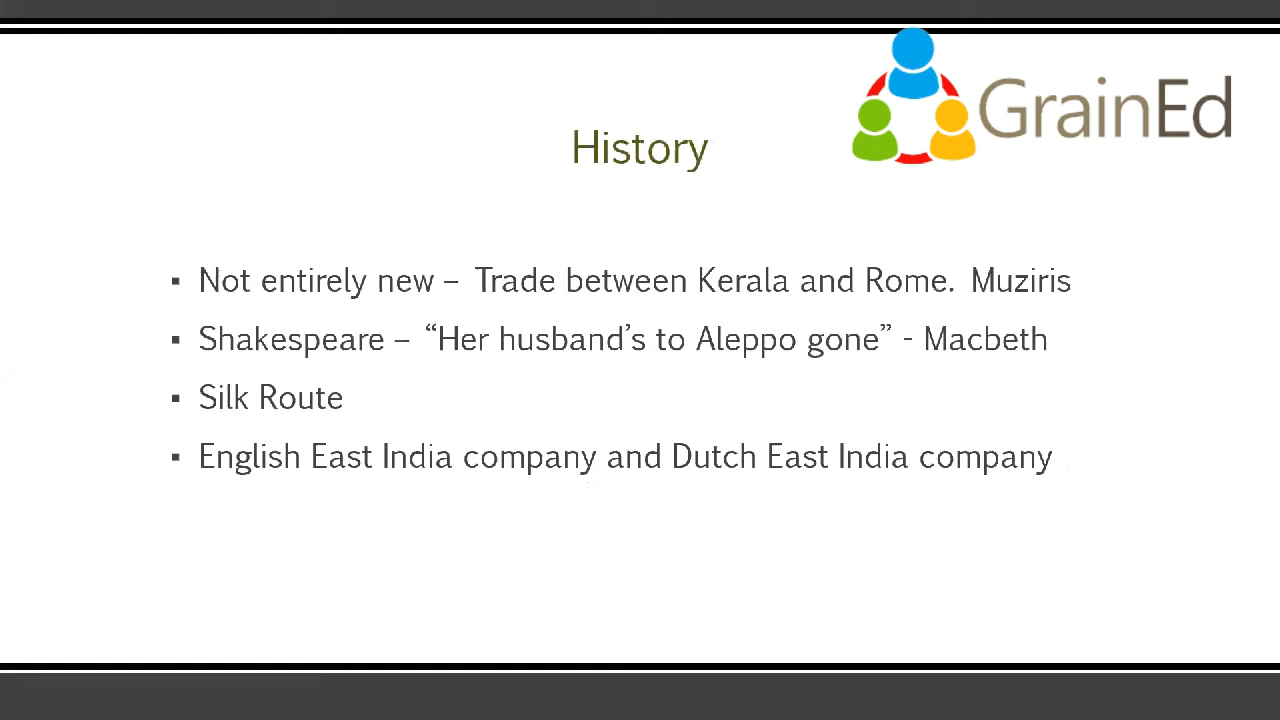 GrainEd
History
▪ Not entirely new – Trade between Kerala and Rome. Muziris
▪ Shakespeare – “Her husband’s to Aleppo gone” - Macbeth
▪ Silk Route
▪ English East India company and Dutch East India company